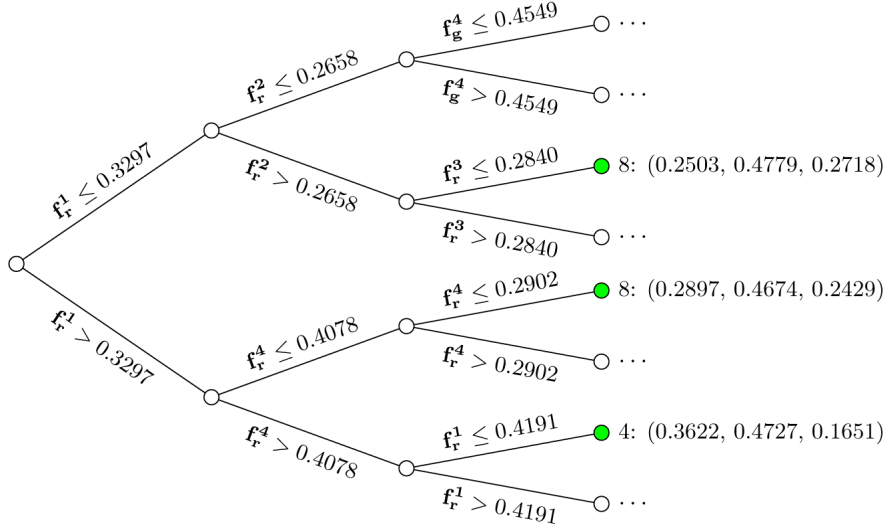 f_g^4 ≤ 0.4549
...
f_r^2 ≤ 0.2658
f_g^4 > 0.4549
...
f_r^1 ≤ 0.3297
f_r^3 ≤ 0.2840
8: (0.2503, 0.4779, 0.2718)
f_r^2 > 0.2658
f_r^3 > 0.2840
...
f_r^4 ≤ 0.2902
8: (0.2897, 0.4674, 0.2429)
f_r^1 > 0.3297
f_r^4 ≤ 0.4078
f_r^4 > 0.2902
...
f_r^1 ≤ 0.4191
4: (0.3622, 0.4727, 0.1651)
f_r^4 > 0.4078
f_r^1 > 0.4191
...